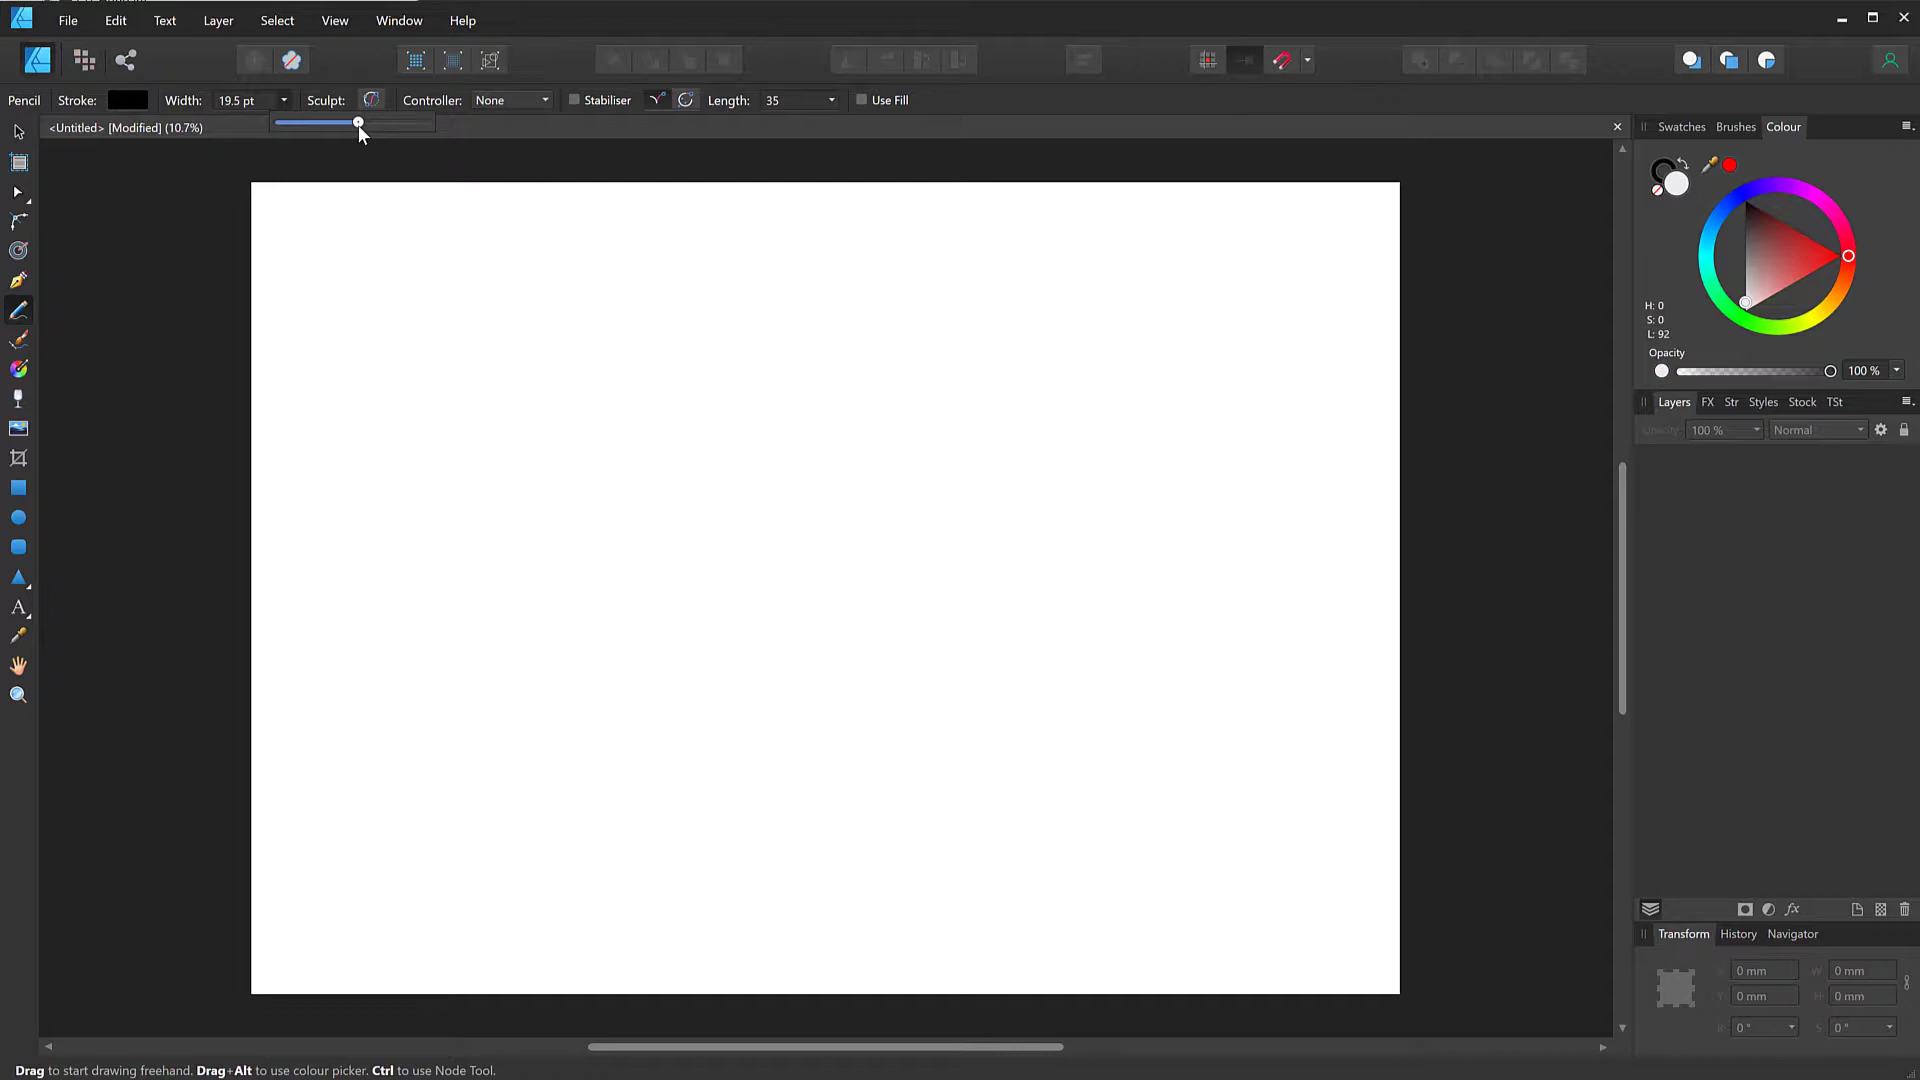 File Edit Text Layer Select View Window Help
Pencil Stroke: Width: 19.5 pt Sculpt: Controller: None Stabiliser Length: 35 Use Fill
<Untitled> [Modified] (10.7%)
Swatches Brushes Colour
H: 0
S: 0
L: 92
Opacity
100 %
Layers FX Str Styles Stock TSt
Opacity: 100 % Normal
fx
Transform History Navigator
X: 0 mm W: 0 mm
Y: 0 mm H: 0 mm
R: 0 ° S: 0 °
Drag to start drawing freehand. Drag+Alt to use colour picker. Ctrl to use Node Tool.